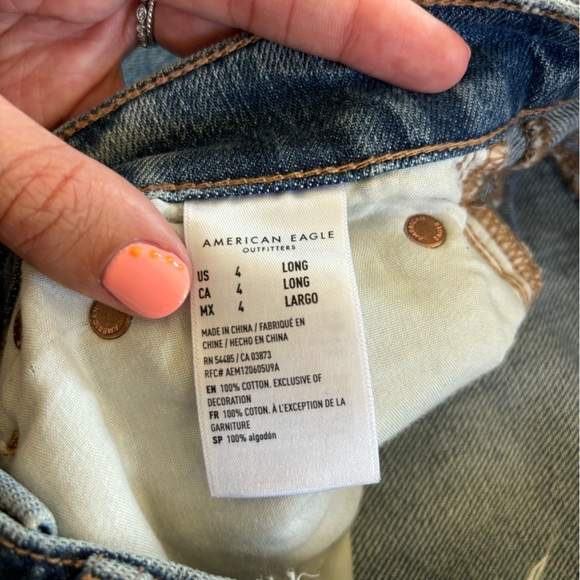 AMERICAN EAGLE
OUTFITTERS
US 4 LONG
CA 4 LONG
MX 4 LARGO
MADE IN CHINA / FABRIQUÉ EN
CHINE / HECHO EN CHINA
RN 54485 / CA 03873
RFC# AEM120605U9A
EN 100% COTTON. EXCLUSIVE OF
DECORATION
FR 100% COTON. À L'EXCEPTION DE LA
GARNITURE
SP 100% algodón